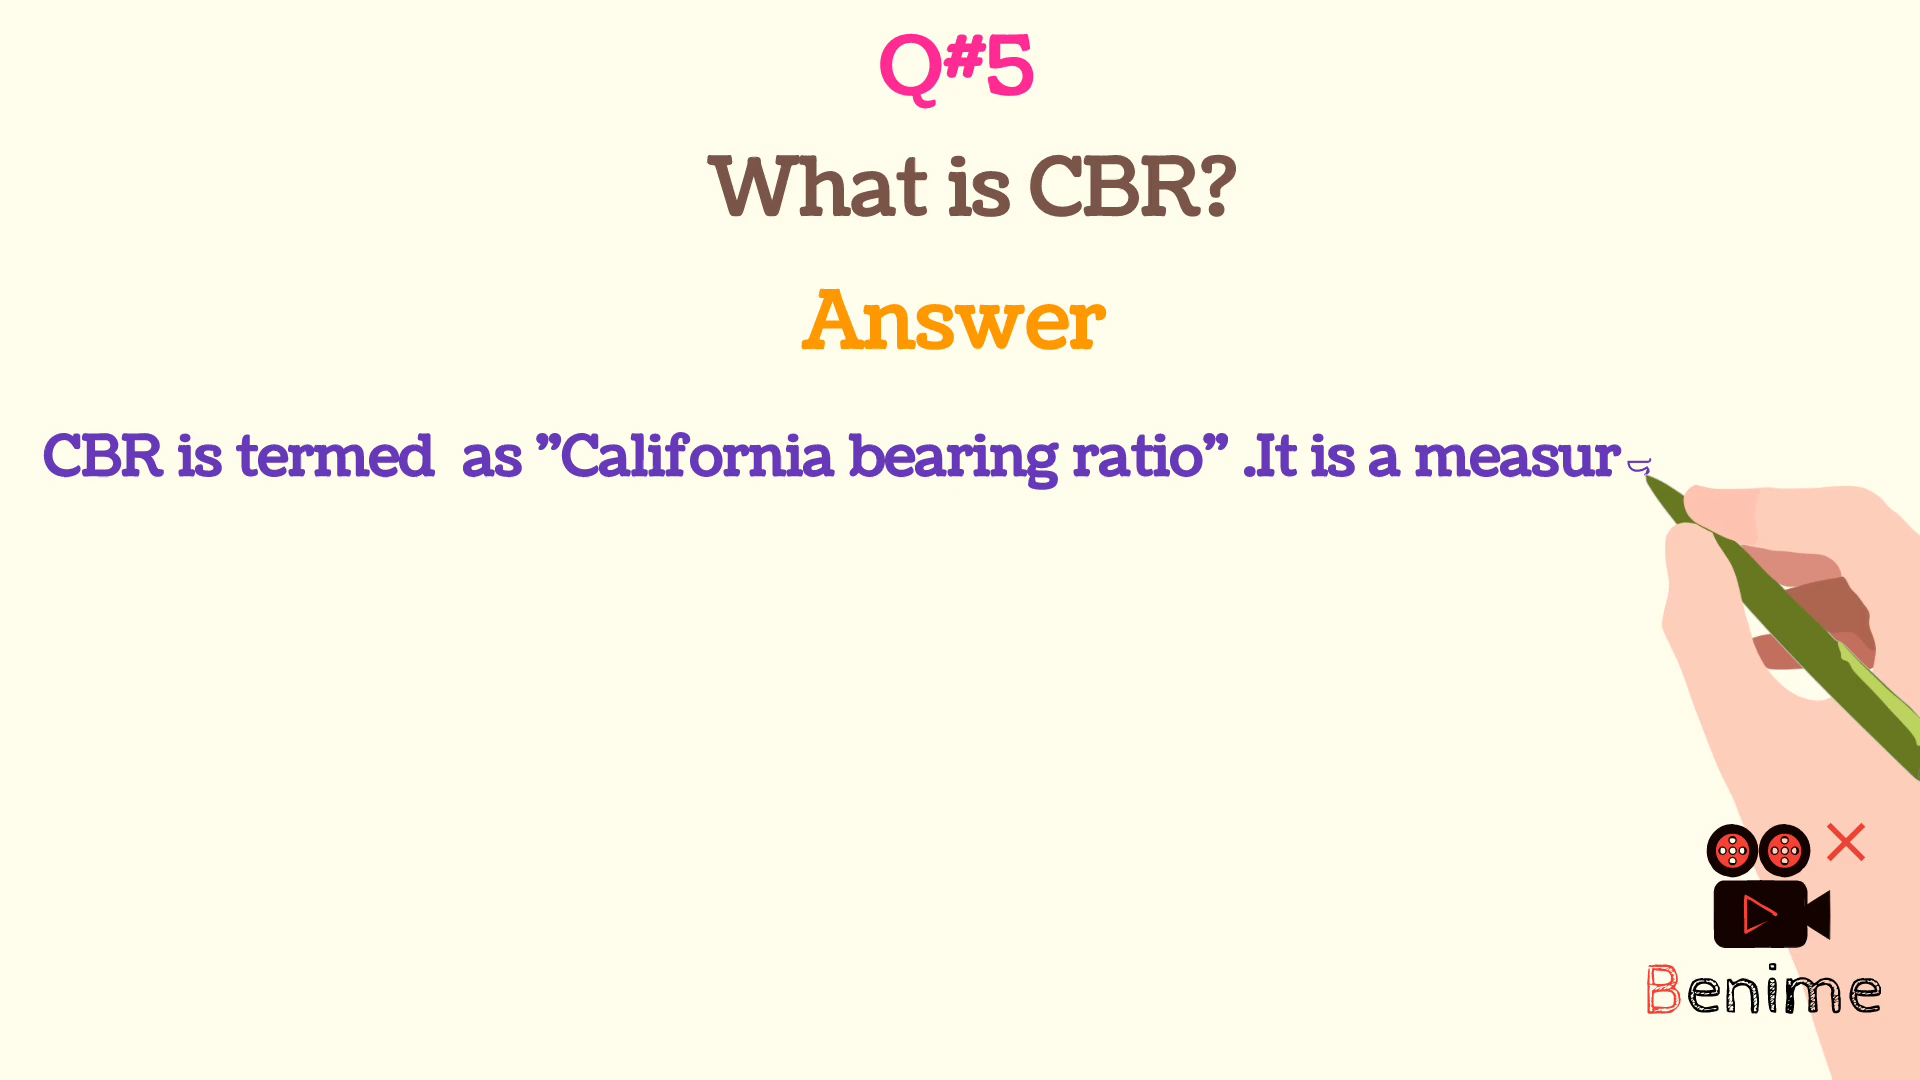 Q#5
What is CBR?
Answer
CBR is termed  as ”California bearing ratio” .It is a measur
Benime